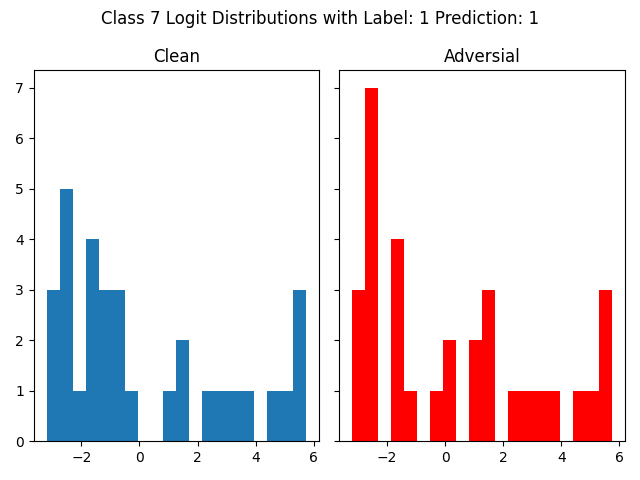 Class 7 Logit Distributions with Label: 1 Prediction: 1
Clean
Adversial
7
6
5
4
3
2
1
0
−2 0 2 4 6
−2 0 2 4 6